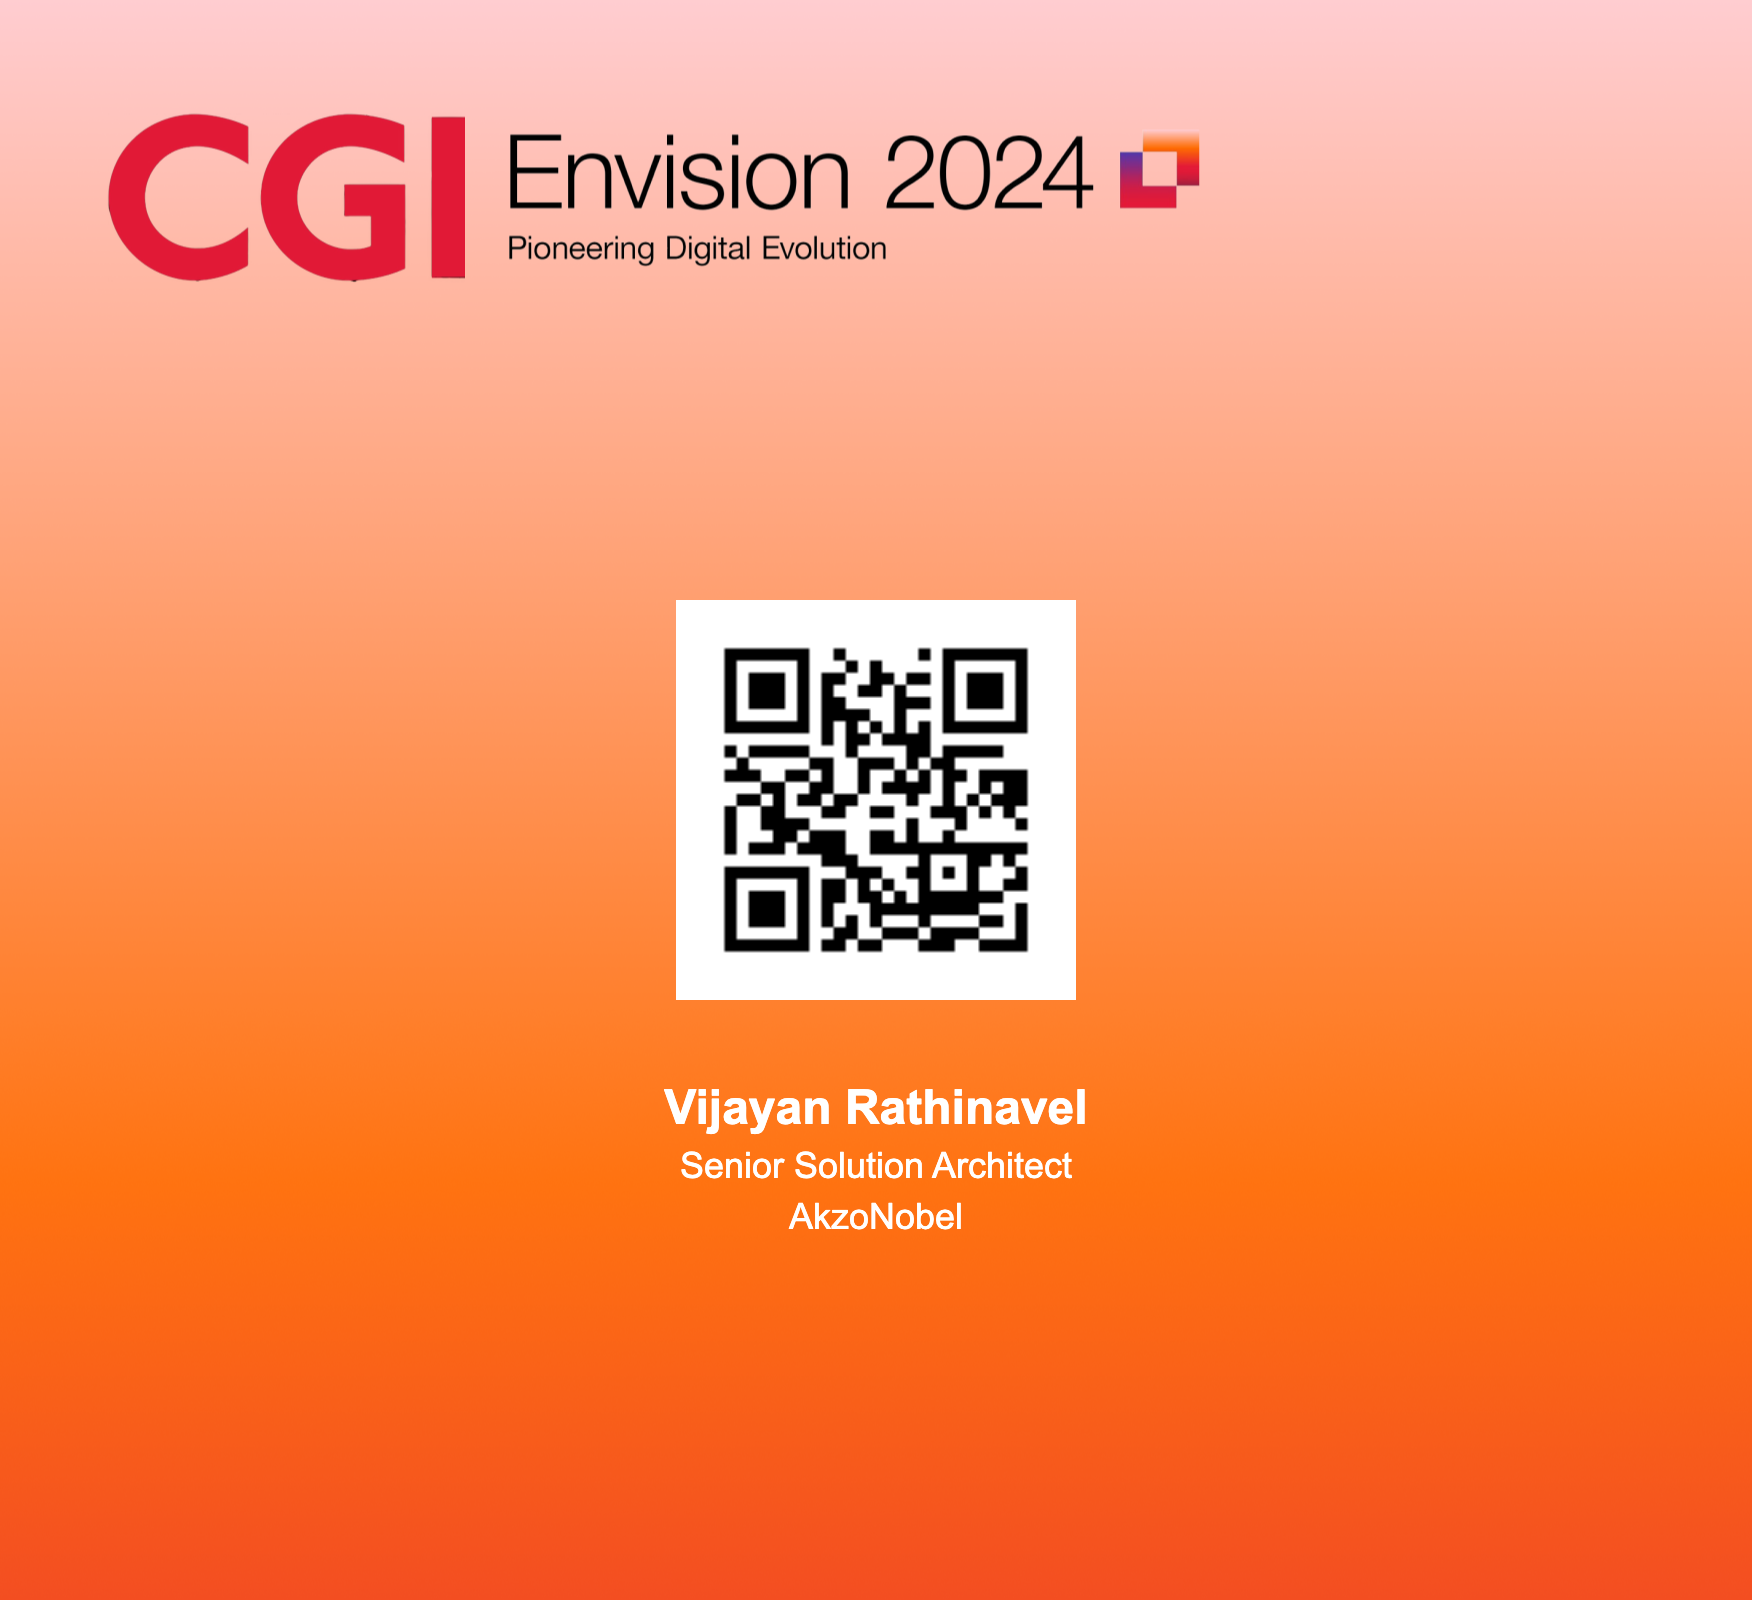 CGI
Envision 2024
Pioneering Digital Evolution
Vijayan Rathinavel
Senior Solution Architect
AkzoNobel